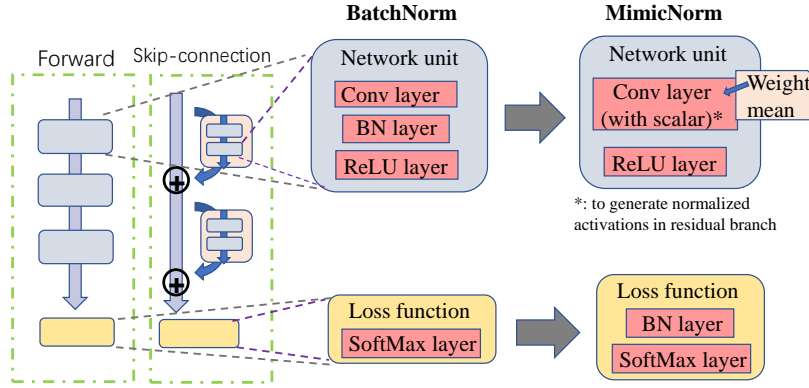 BatchNorm
MimicNorm
Forward
Skip-connection
Network unit
Conv layer
BN layer
ReLU layer
Network unit
Conv layer
(with scalar)*
Weight
mean
ReLU layer
*: to generate normalized
activations in residual branch
Loss function
SoftMax layer
Loss function
BN layer
SoftMax layer